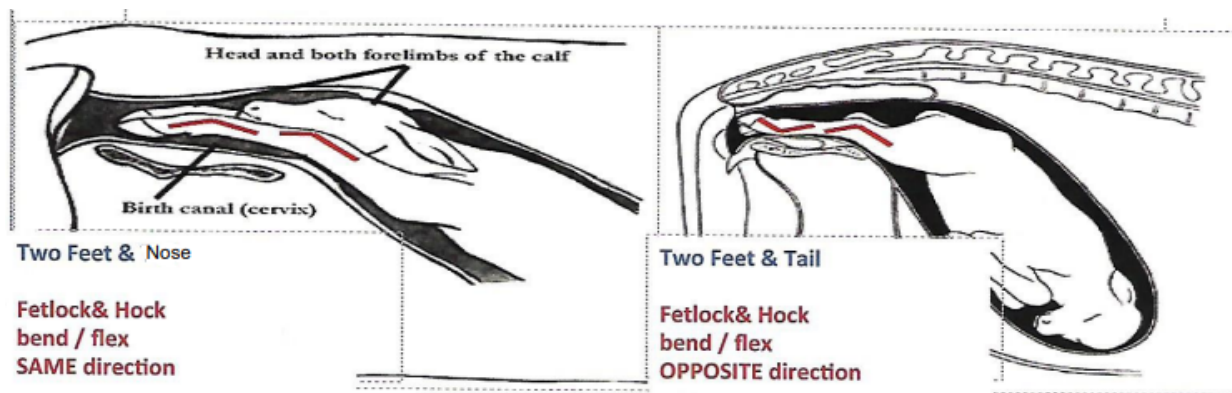 Head and both forelimbs of the calf
Birth canal (cervix)
Two Feet & Nose
Fetlock& Hock
bend / flex
SAME direction
Two Feet & Tail
Fetlock& Hock
bend / flex
OPPOSITE direction